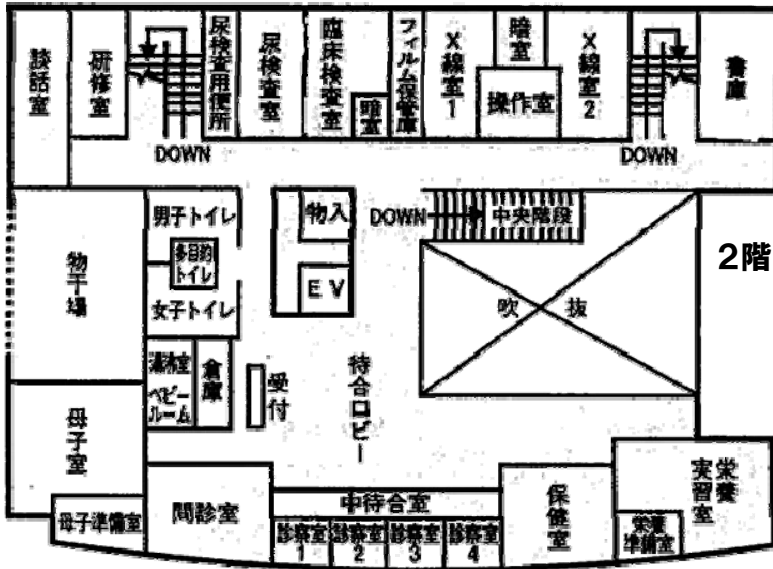 談話室
研修室
DOWN
尿検査用便所
尿検査室
臨床検査室
暗室
フィルム保管庫
X線室1
暗室
操作室
X線室2
DOWN
書庫
物干場
男子トイレ
多目的
トイレ
女子トイレ
物入
EV
DOWN
中央階段
吹抜
2階
湯沸室
ベビー
ルーム
倉庫
受付
待合ロビー
母子室
母子準備室
問診室
中待合室
診察室
1
診察室
2
診察室
3
診察室
4
保健室
栄養
実習室
栄養
準備室